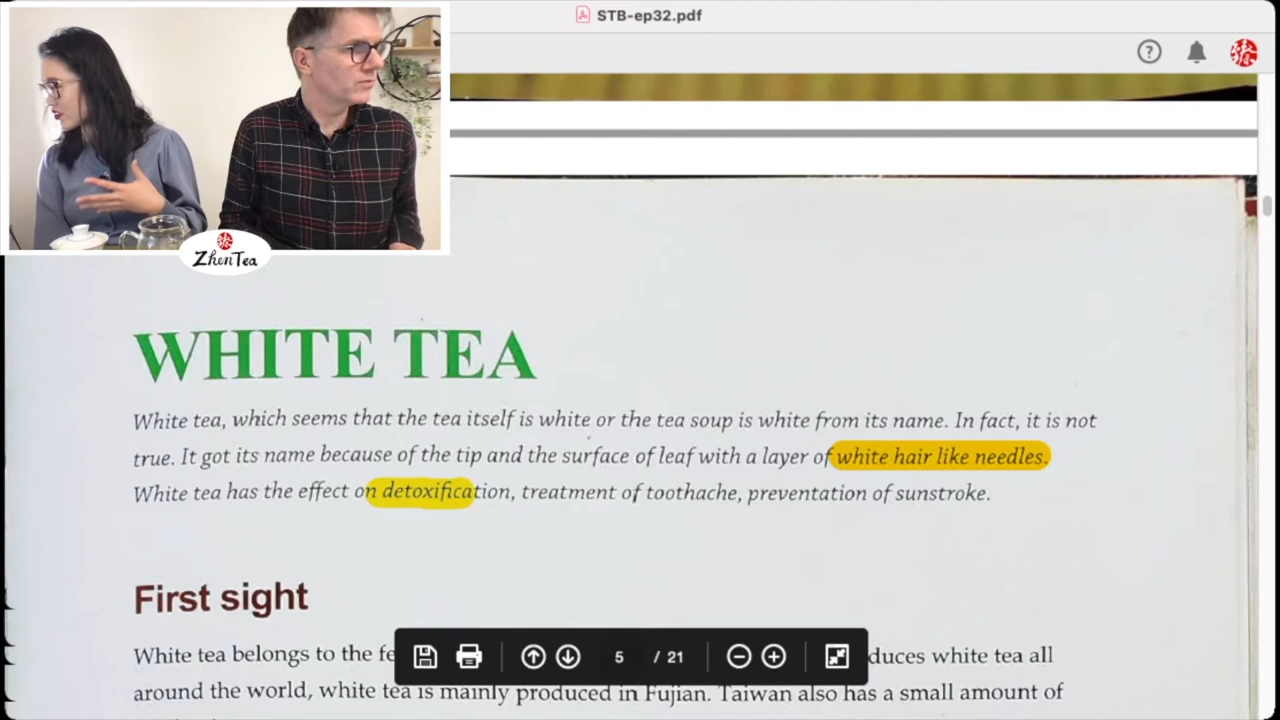 STB-ep32.pdf
ZhenTea
WHITE TEA
White tea, which seems that the tea itself is white or the tea soup is white from its name. In fact, it is not
true. It got its name because of the tip and the surface of leaf with a layer of white hair like needles.
White tea has the effect on detoxification, treatment of toothache, preventation of sunstroke.
First sight
White tea belongs to the fe duces white tea all
around the world, white tea is mainly produced in Fujian. Taiwan also has a small amount of
5 / 21